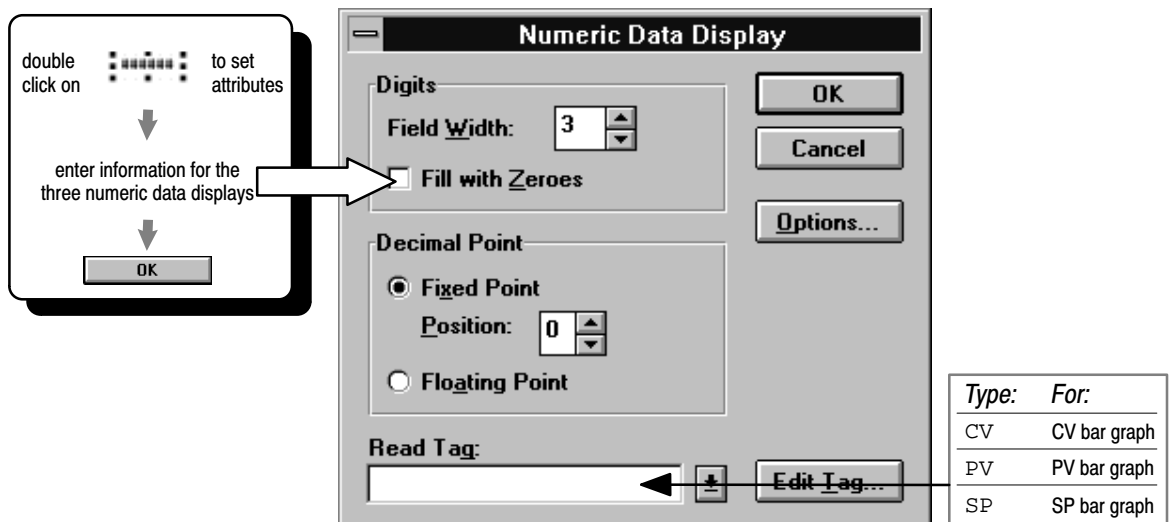 double click on ###### to set attributes
enter information for the
three numeric data displays
OK
Numeric Data Display
Digits
Field Width: 3
Fill with Zeroes
Decimal Point
Fixed Point
Position: 0
Floating Point
Read Tag:
OK
Cancel
Options...
Edit Tag...
Type: For:
CV CV bar graph
PV PV bar graph
SP SP bar graph